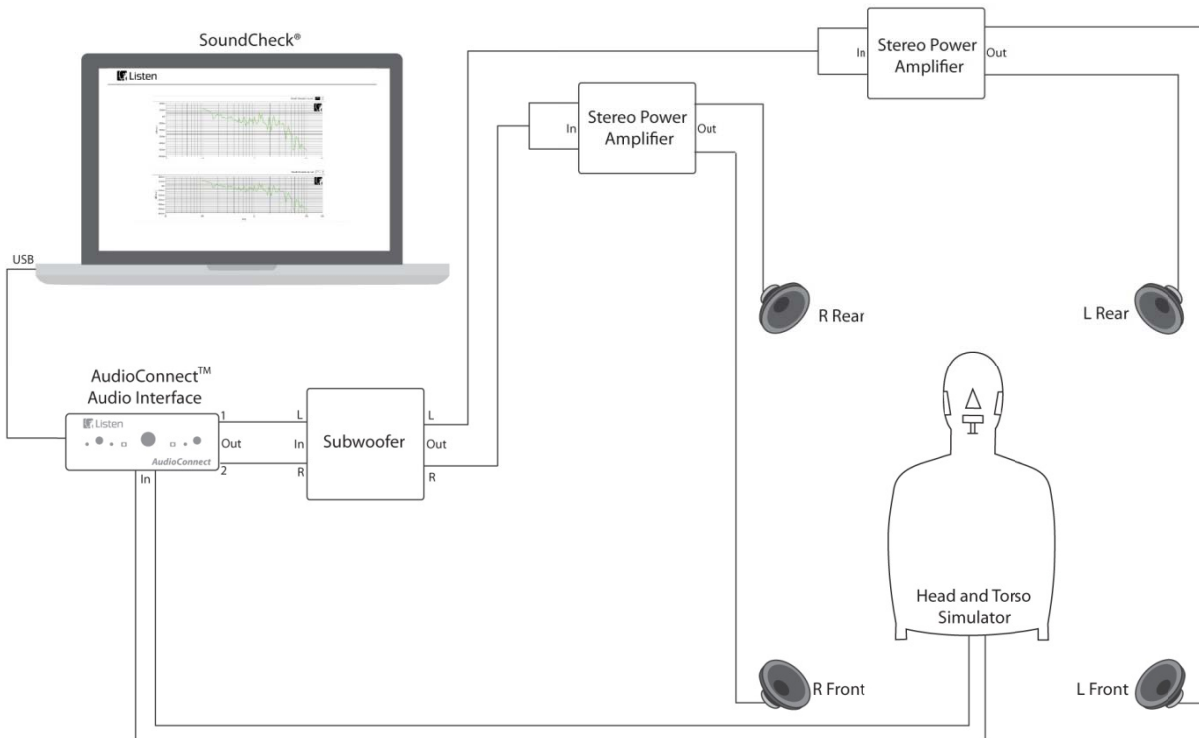 SoundCheck®
Listen
USB
AudioConnect™
Audio Interface
Listen
AudioConnect
1
Out
2
In
L
In
R
Subwoofer
L
Out
R
In
Stereo Power
Amplifier
Out
In
Stereo Power
Amplifier
Out
R Rear
L Rear
Head and Torso
Simulator
R Front
L Front